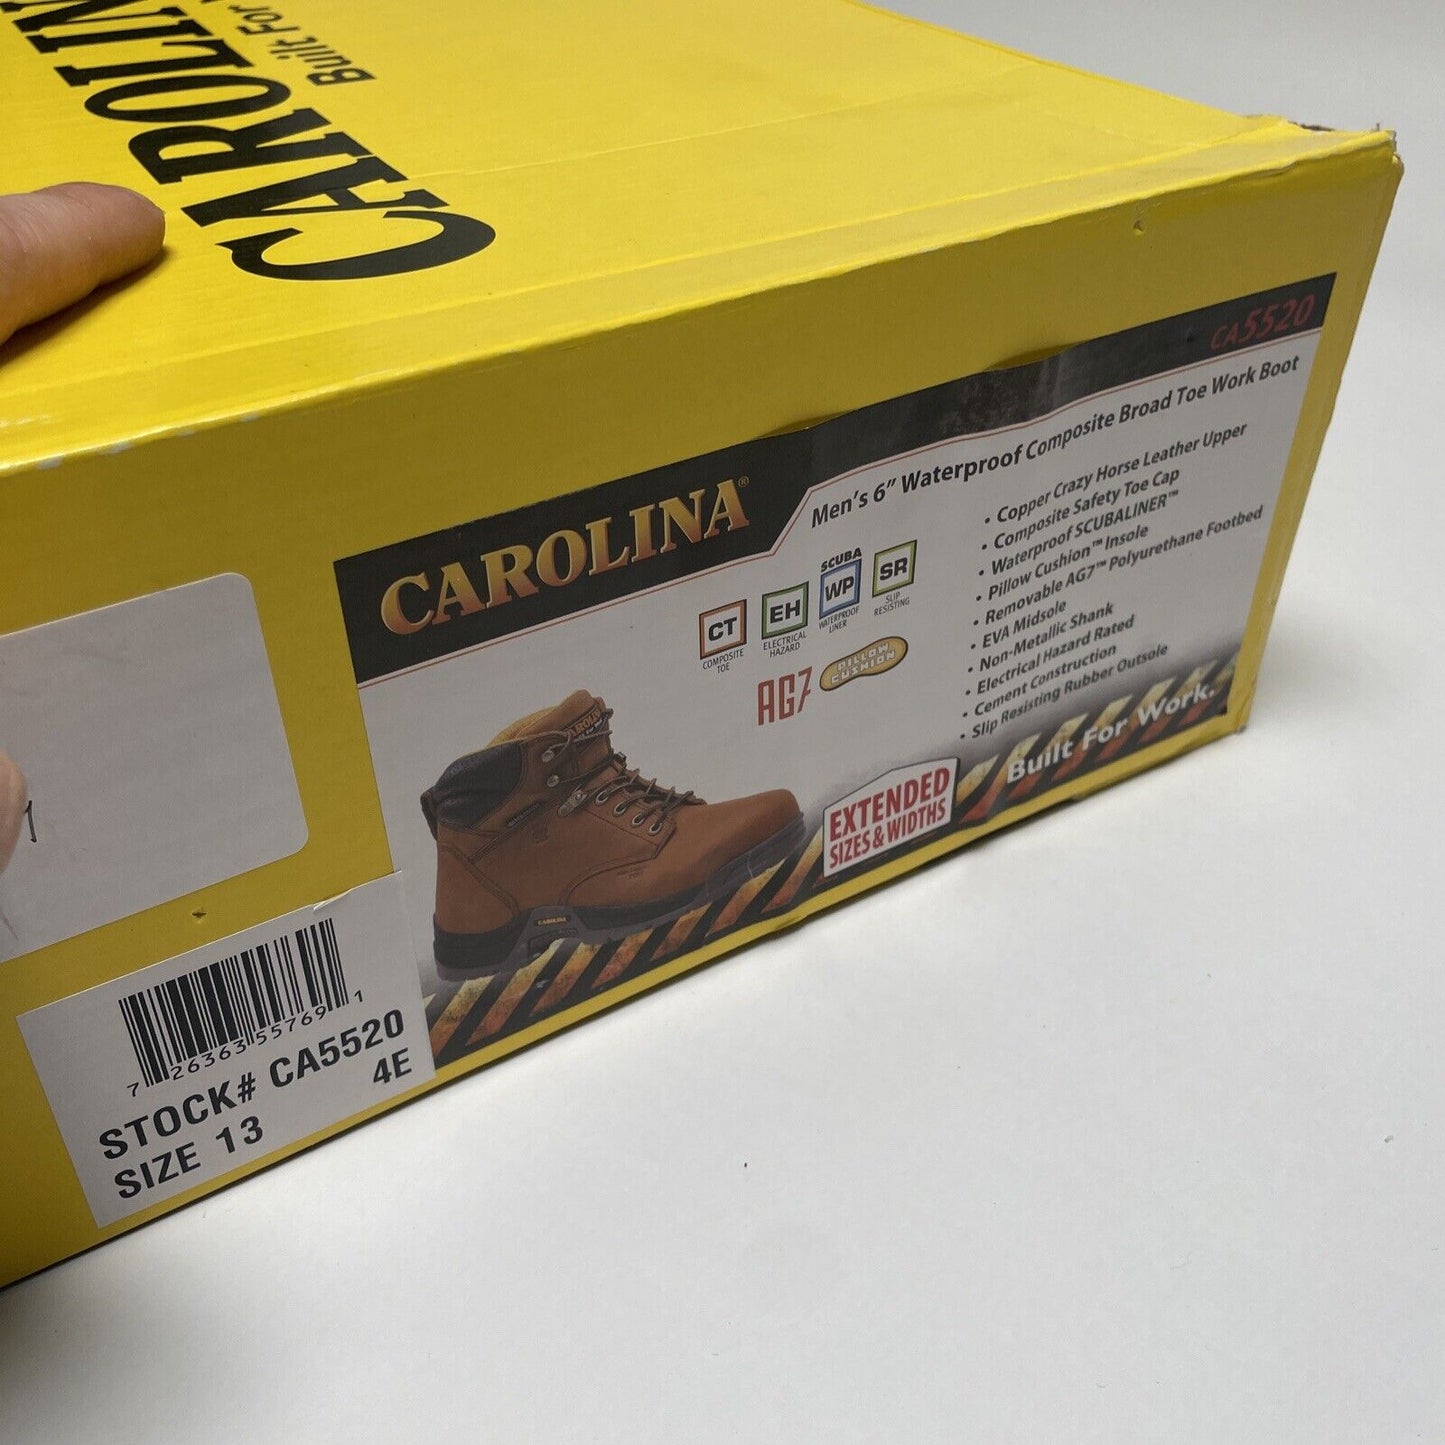 CAROLIN
Built For
CA5520
CAROLINA®
Men's 6" Waterproof Composite Broad Toe Work Boot
• Copper Crazy Horse Leather Upper
• Composite Safety Toe Cap
• Waterproof SCUBALINER™
• Pillow Cushion™ Insole
• Removable AG7™ Polyurethane Footbed
• EVA Midsole
• Non-Metallic Shank
• Electrical Hazard Rated
• Cement Construction
• Slip Resisting Rubber Outsole
CT
COMPOSITE
TOE
EH
ELECTRICAL
HAZARD
SCUBA
WP
WATERPROOF
LINER
SR
SLIP
RESISTING
AG7
PILLOW
CUSHION
EXTENDED
SIZES & WIDTHS
Built For Work.
CAROLINA
1
7 26363 55769 1
STOCK# CA5520
SIZE 13 4E